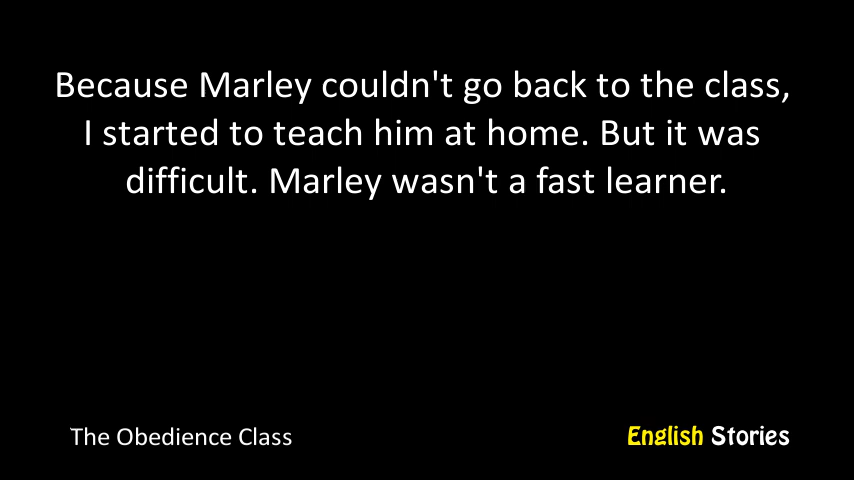 Because Marley couldn't go back to the class,
I started to teach him at home. But it was
difficult. Marley wasn't a fast learner.
The Obedience Class
English Stories